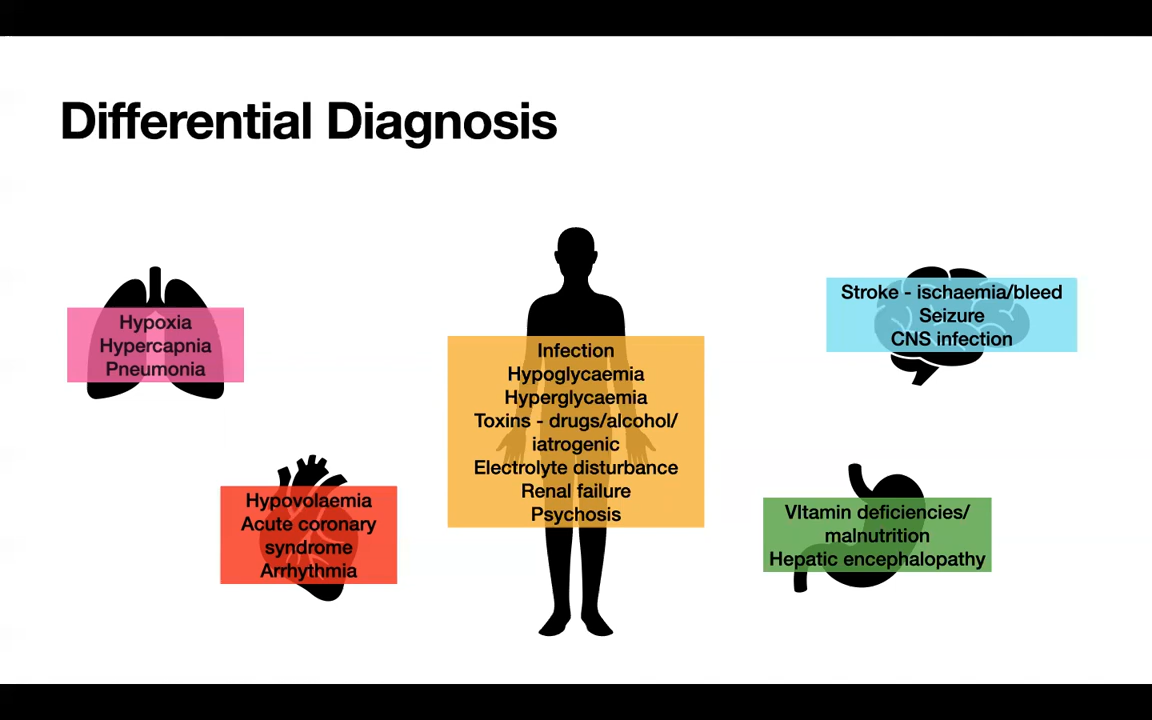 Differential Diagnosis
Hypoxia
Hypercapnia
Pneumonia
Hypovolaemia
Acute coronary
syndrome
Arrhythmia
Infection
Hypoglycaemia
Hyperglycaemia
Toxins - drugs/alcohol/
iatrogenic
Electrolyte disturbance
Renal failure
Psychosis
Stroke - ischaemia/bleed
Seizure
CNS infection
VItamin deficiencies/
malnutrition
Hepatic encephalopathy